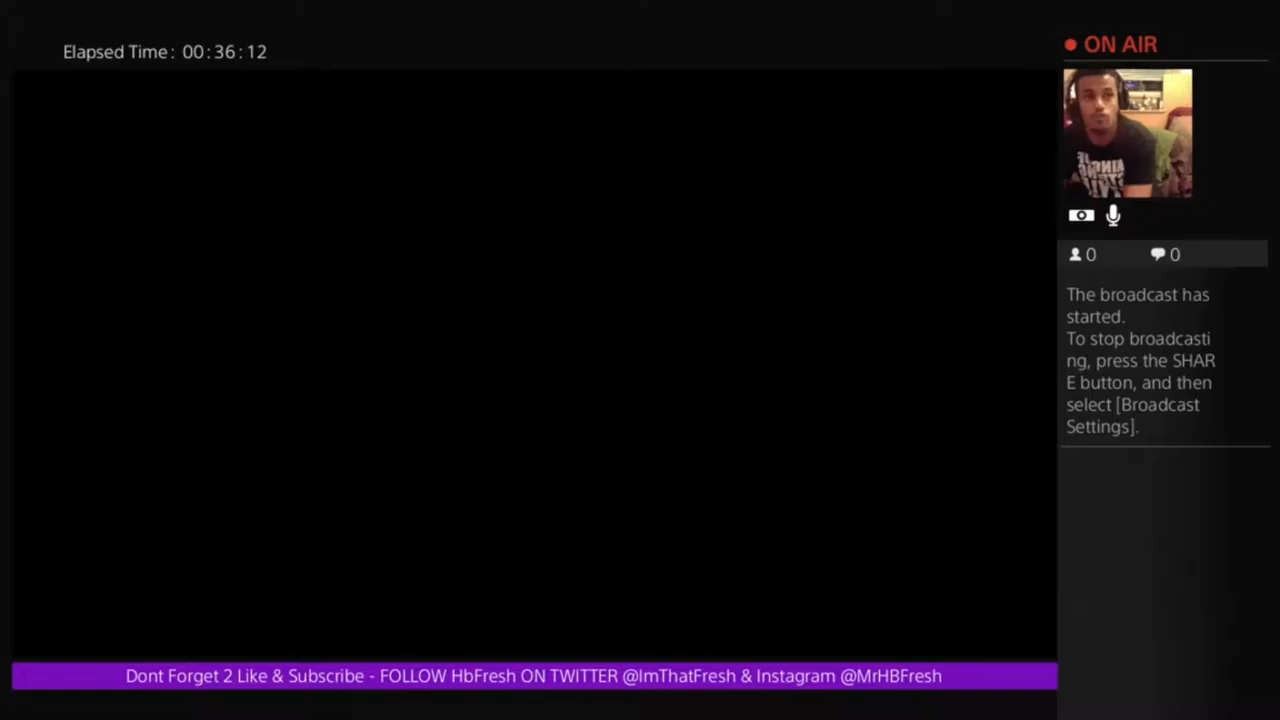 Elapsed Time: 00:36:12
ON AIR
0
0
The broadcast has
started.
To stop broadcasti
ng, press the SHAR
E button, and then
select [Broadcast
Settings].
Dont Forget 2 Like & Subscribe - FOLLOW HbFresh ON TWITTER @ImThatFresh & Instagram @MrHBFresh